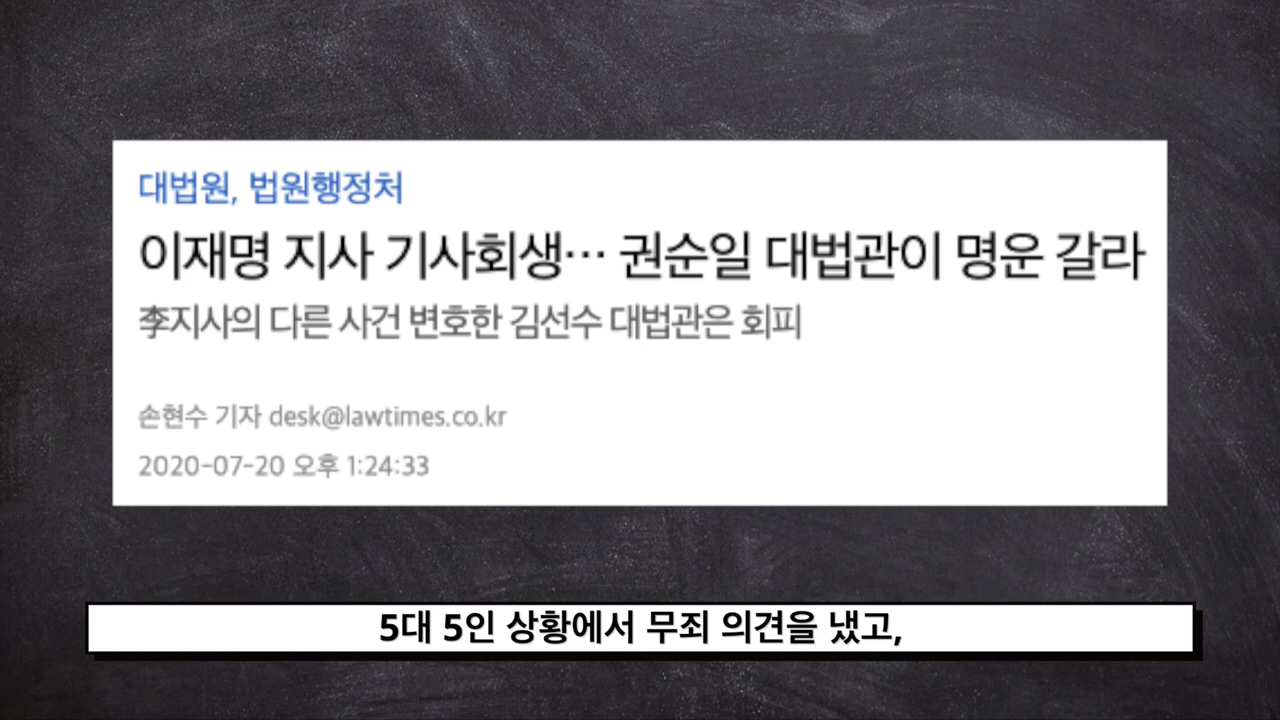 대법원, 법원행정처
이재명 지사 기사회생… 권순일 대법관이 명운 갈라
李지사의 다른 사건 변호한 김선수 대법관은 회피
손현수 기자 desk@lawtimes.co.kr
2020-07-20 오후 1:24:33
5대 5인 상황에서 무죄 의견을 냈고,